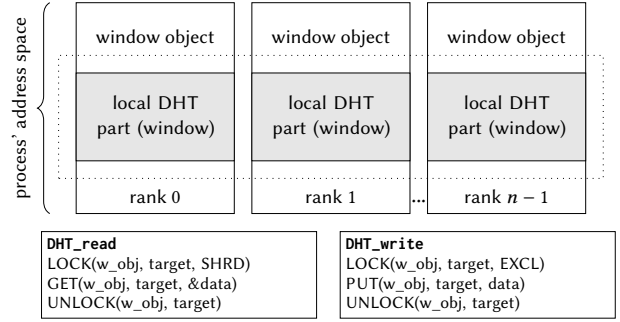 process' address space
window object window object window object
local DHT local DHT local DHT
part (window) part (window) part (window)
rank 0 rank 1 ... rank n − 1
DHT_read
LOCK(w_obj, target, SHRD)
GET(w_obj, target, &data)
UNLOCK(w_obj, target)
DHT_write
LOCK(w_obj, target, EXCL)
PUT(w_obj, target, data)
UNLOCK(w_obj, target)